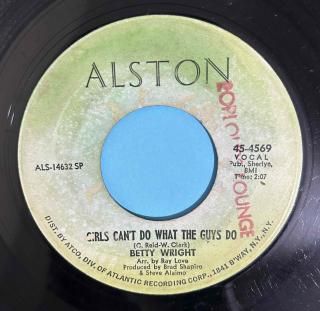 ALSTON
45-4569
VOCAL
Publ., Sherlyn,
BMI
Time: 2:07
ALS-14632 SP
GIRLS CAN'T DO WHAT THE GUYS DO
(C. Reid-W. Clark)
BETTY WRIGHT
Arr. by Ray Love
Produced by Brad Shapiro
& Steve Alaimo
DIST. BY ATCO, DIV. OF ATLANTIC RECORDING CORP., 1841 B'WAY, N.Y., N.Y.
LOUNGE